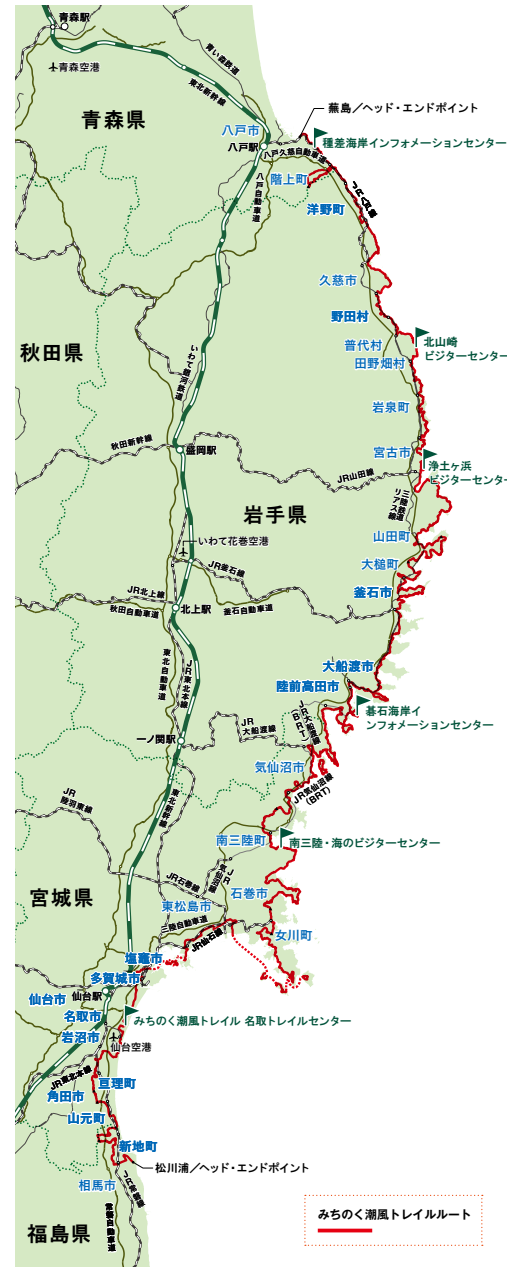 青森駅
青森空港
青い森鉄道
東北新幹線
青森県
蕪島／ヘッド・エンドポイント
八戸市
八戸駅
種差海岸インフォメーションセンター
八戸久慈自動車道
階上町
八戸自動車道
JR八戸線
洋野町
久慈市
野田村
普代村
北山崎
ビジターセンター
田野畑村
秋田県
いわて銀河鉄道
岩泉町
秋田新幹線
盛岡駅
宮古市
浄土ヶ浜
ビジターセンター
JR山田線
三陸鉄道
リアス線
岩手県
山田町
いわて花巻空港
大槌町
JR釜石線
釜石市
JR北上線
北上駅
秋田自動車道
釜石自動車道
東北自動車道
JR東北本線
大船渡市
陸前高田市
碁石海岸イ
ンフォメーションセンター
一ノ関駅
JR
大船渡線
JR大船渡線
（BRT）
気仙沼市
JR気仙沼線
（BRT）
東北新幹線
JR
陸羽東線
南三陸町
南三陸・海のビジターセンター
JR
気仙沼線
JR石巻線
石巻市
宮城県
東松島市
三陸自動車道
女川町
JR仙石線
塩竈市
多賀城市
仙台市
仙台駅
名取市
みちのく潮風トレイル 名取トレイルセンター
岩沼市
仙台空港
JR東北本線
亘理町
角田市
山元町
新地町
松川浦／ヘッド・エンドポイント
相馬市
JR常磐線
常磐自動車道
福島県
みちのく潮風トレイルルート